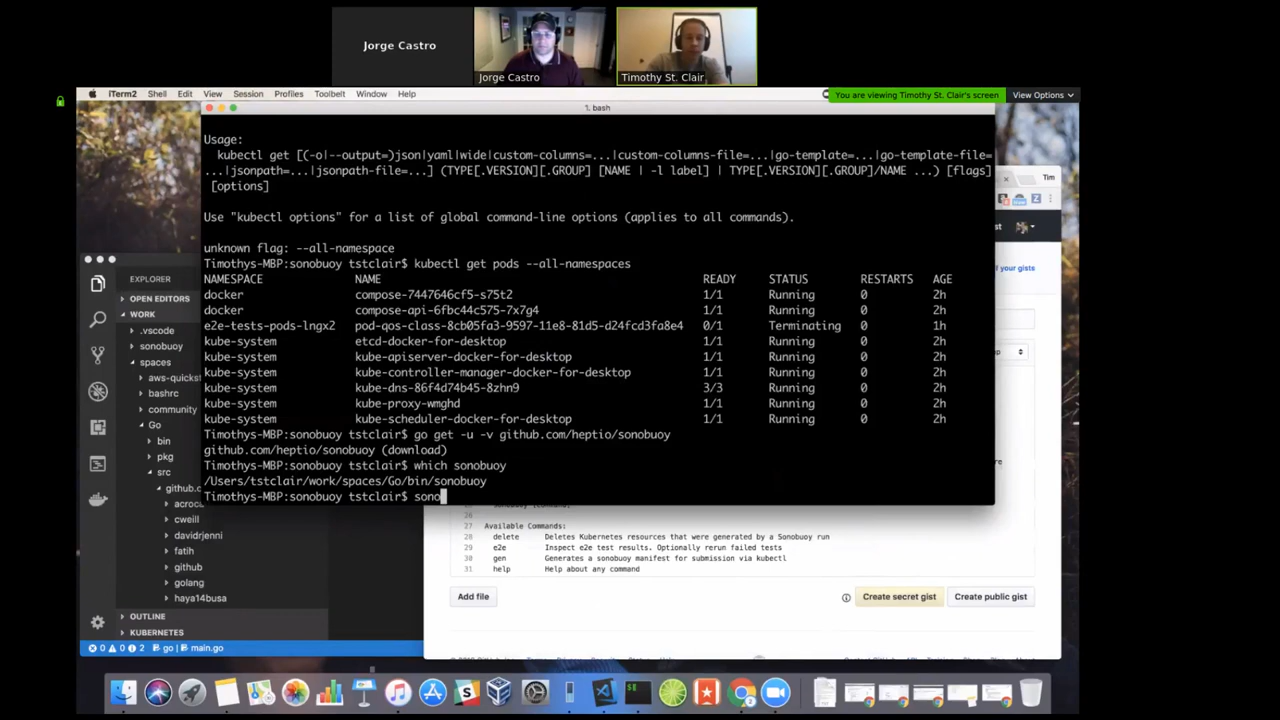 Jorge Castro
Jorge Castro
Timothy St. Clair
iTerm2 Shell Edit View Session Profiles Toolbelt Window Help
You are viewing Timothy St. Clair's screen
View Options
1. bash
Usage:
kubectl get [(-o|--output=)json|yaml|wide|custom-columns=...|custom-columns-file=...|go-template=...|go-template-file=
...|jsonpath=...|jsonpath-file=...] (TYPE[.VERSION][.GROUP] [NAME | -l label] | TYPE[.VERSION][.GROUP]/NAME ...) [flags]
[options]
Use "kubectl options" for a list of global command-line options (applies to all commands).
unknown flag: --all-namespace
Timothys-MBP:sonobuoy tstclair$ kubectl get pods --all-namespaces
NAMESPACE NAME READY STATUS RESTARTS AGE
docker compose-7447646cf5-s75t2 1/1 Running 0 2h
docker compose-api-6fbc44c575-7x7g4 1/1 Running 0 2h
e2e-tests-pods-lngx2 pod-qos-class-8cb05fa3-9597-11e8-81d5-d24fcd3fa8e4 0/1 Terminating 0 1h
kube-system etcd-docker-for-desktop 1/1 Running 0 2h
kube-system kube-apiserver-docker-for-desktop 1/1 Running 0 2h
kube-system kube-controller-manager-docker-for-desktop 1/1 Running 0 2h
kube-system kube-dns-86f4d74b45-8zhn9 3/3 Running 0 2h
kube-system kube-proxy-wmghd 1/1 Running 0 2h
kube-system kube-scheduler-docker-for-desktop 1/1 Running 0 2h
Timothys-MBP:sonobuoy tstclair$ go get -u -v github.com/heptio/sonobuoy
github.com/heptio/sonobuoy (download)
Timothys-MBP:sonobuoy tstclair$ which sonobuoy
/Users/tstclair/work/spaces/Go/bin/sonobuoy
Timothys-MBP:sonobuoy tstclair$ sono
EXPLORER
OPEN EDITORS
WORK
.vscode
sonobuoy
spaces
aws-quickst
bashrc
community
Go
bin
pkg
src
github.c
acroca
cweill
davidrjenni
fatih
github
golang
haya14busa
OUTLINE
KUBERNETES
0 0 2 go | main.go
Tim
st
of your gists
27 Available Commands:
28 delete Deletes Kubernetes resources that were generated by a Sonobuoy run
29 e2e Inspect e2e test results. Optionally rerun failed tests
30 gen Generates a sonobuoy manifest for submission via kubectl
31 help Help about any command
Add file
Create secret gist
Create public gist